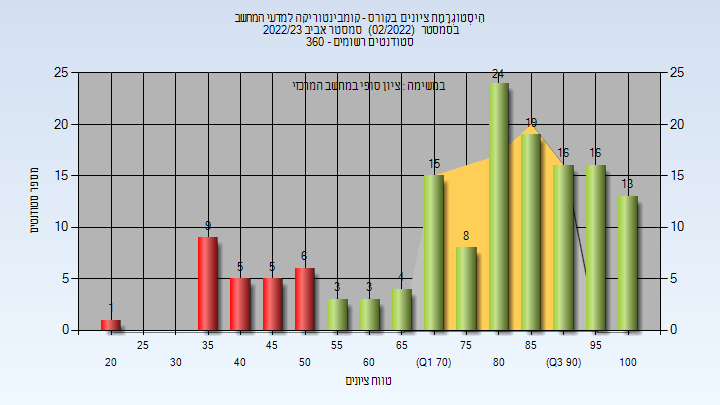 היסטוגרמת ציונים בקורס - קומבינטוריקה למדעי המחשב
בסמסטר (02/2022) סמסטר אביב 2022/23
סטודנטים רשומים - 360
במשימה : ציון סופי במחשב המרכזי
מספר סטודנטים
25 25
20 20
15 15
10 10
5 5
0 0
1 9 5 5 6 3 3 4 15 8 24 19 16 16 13
25 35 45 55 65 75 85 95
20 30 40 50 60 (Q1 70) 80 (Q3 90) 100
טווח ציונים